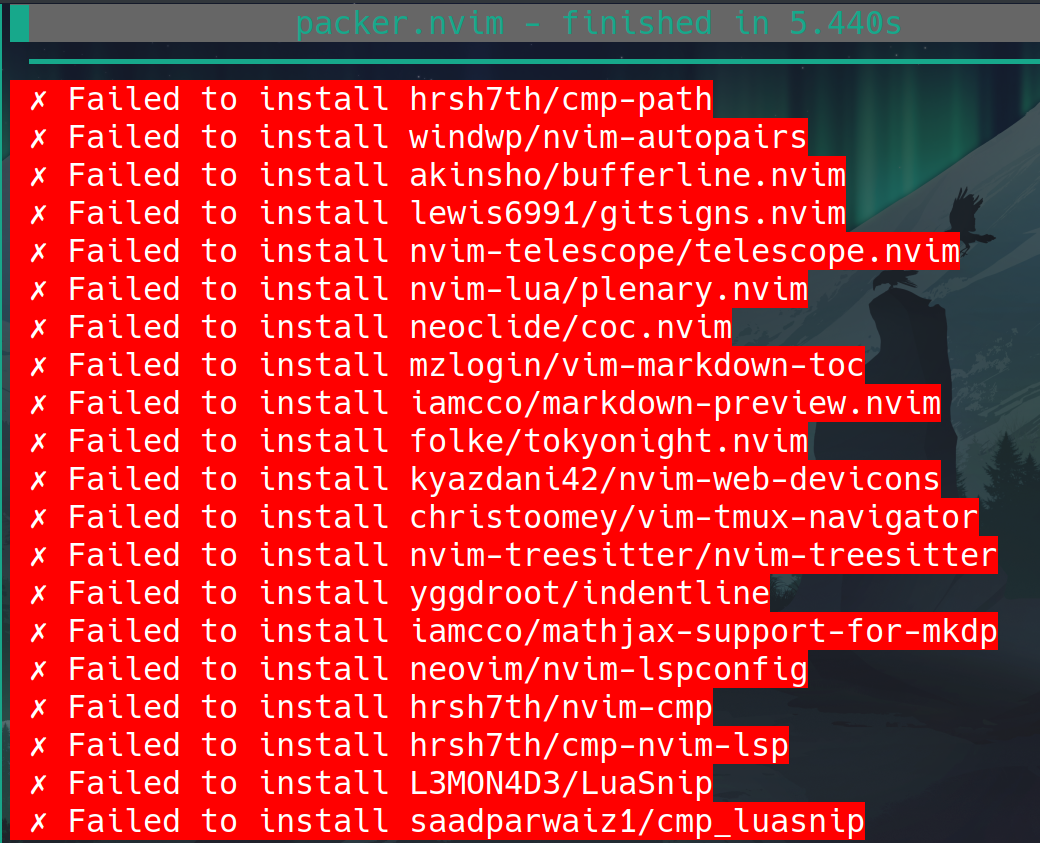 packer.nvim - finished in 5.440s
✗ Failed to install hrsh7th/cmp-path
✗ Failed to install windwp/nvim-autopairs
✗ Failed to install akinsho/bufferline.nvim
✗ Failed to install lewis6991/gitsigns.nvim
✗ Failed to install nvim-telescope/telescope.nvim
✗ Failed to install nvim-lua/plenary.nvim
✗ Failed to install neoclide/coc.nvim
✗ Failed to install mzlogin/vim-markdown-toc
✗ Failed to install iamcco/markdown-preview.nvim
✗ Failed to install folke/tokyonight.nvim
✗ Failed to install kyazdani42/nvim-web-devicons
✗ Failed to install christoomey/vim-tmux-navigator
✗ Failed to install nvim-treesitter/nvim-treesitter
✗ Failed to install yggdroot/indentline
✗ Failed to install iamcco/mathjax-support-for-mkdp
✗ Failed to install neovim/nvim-lspconfig
✗ Failed to install hrsh7th/nvim-cmp
✗ Failed to install hrsh7th/cmp-nvim-lsp
✗ Failed to install L3MON4D3/LuaSnip
✗ Failed to install saadparwaiz1/cmp_luasnip